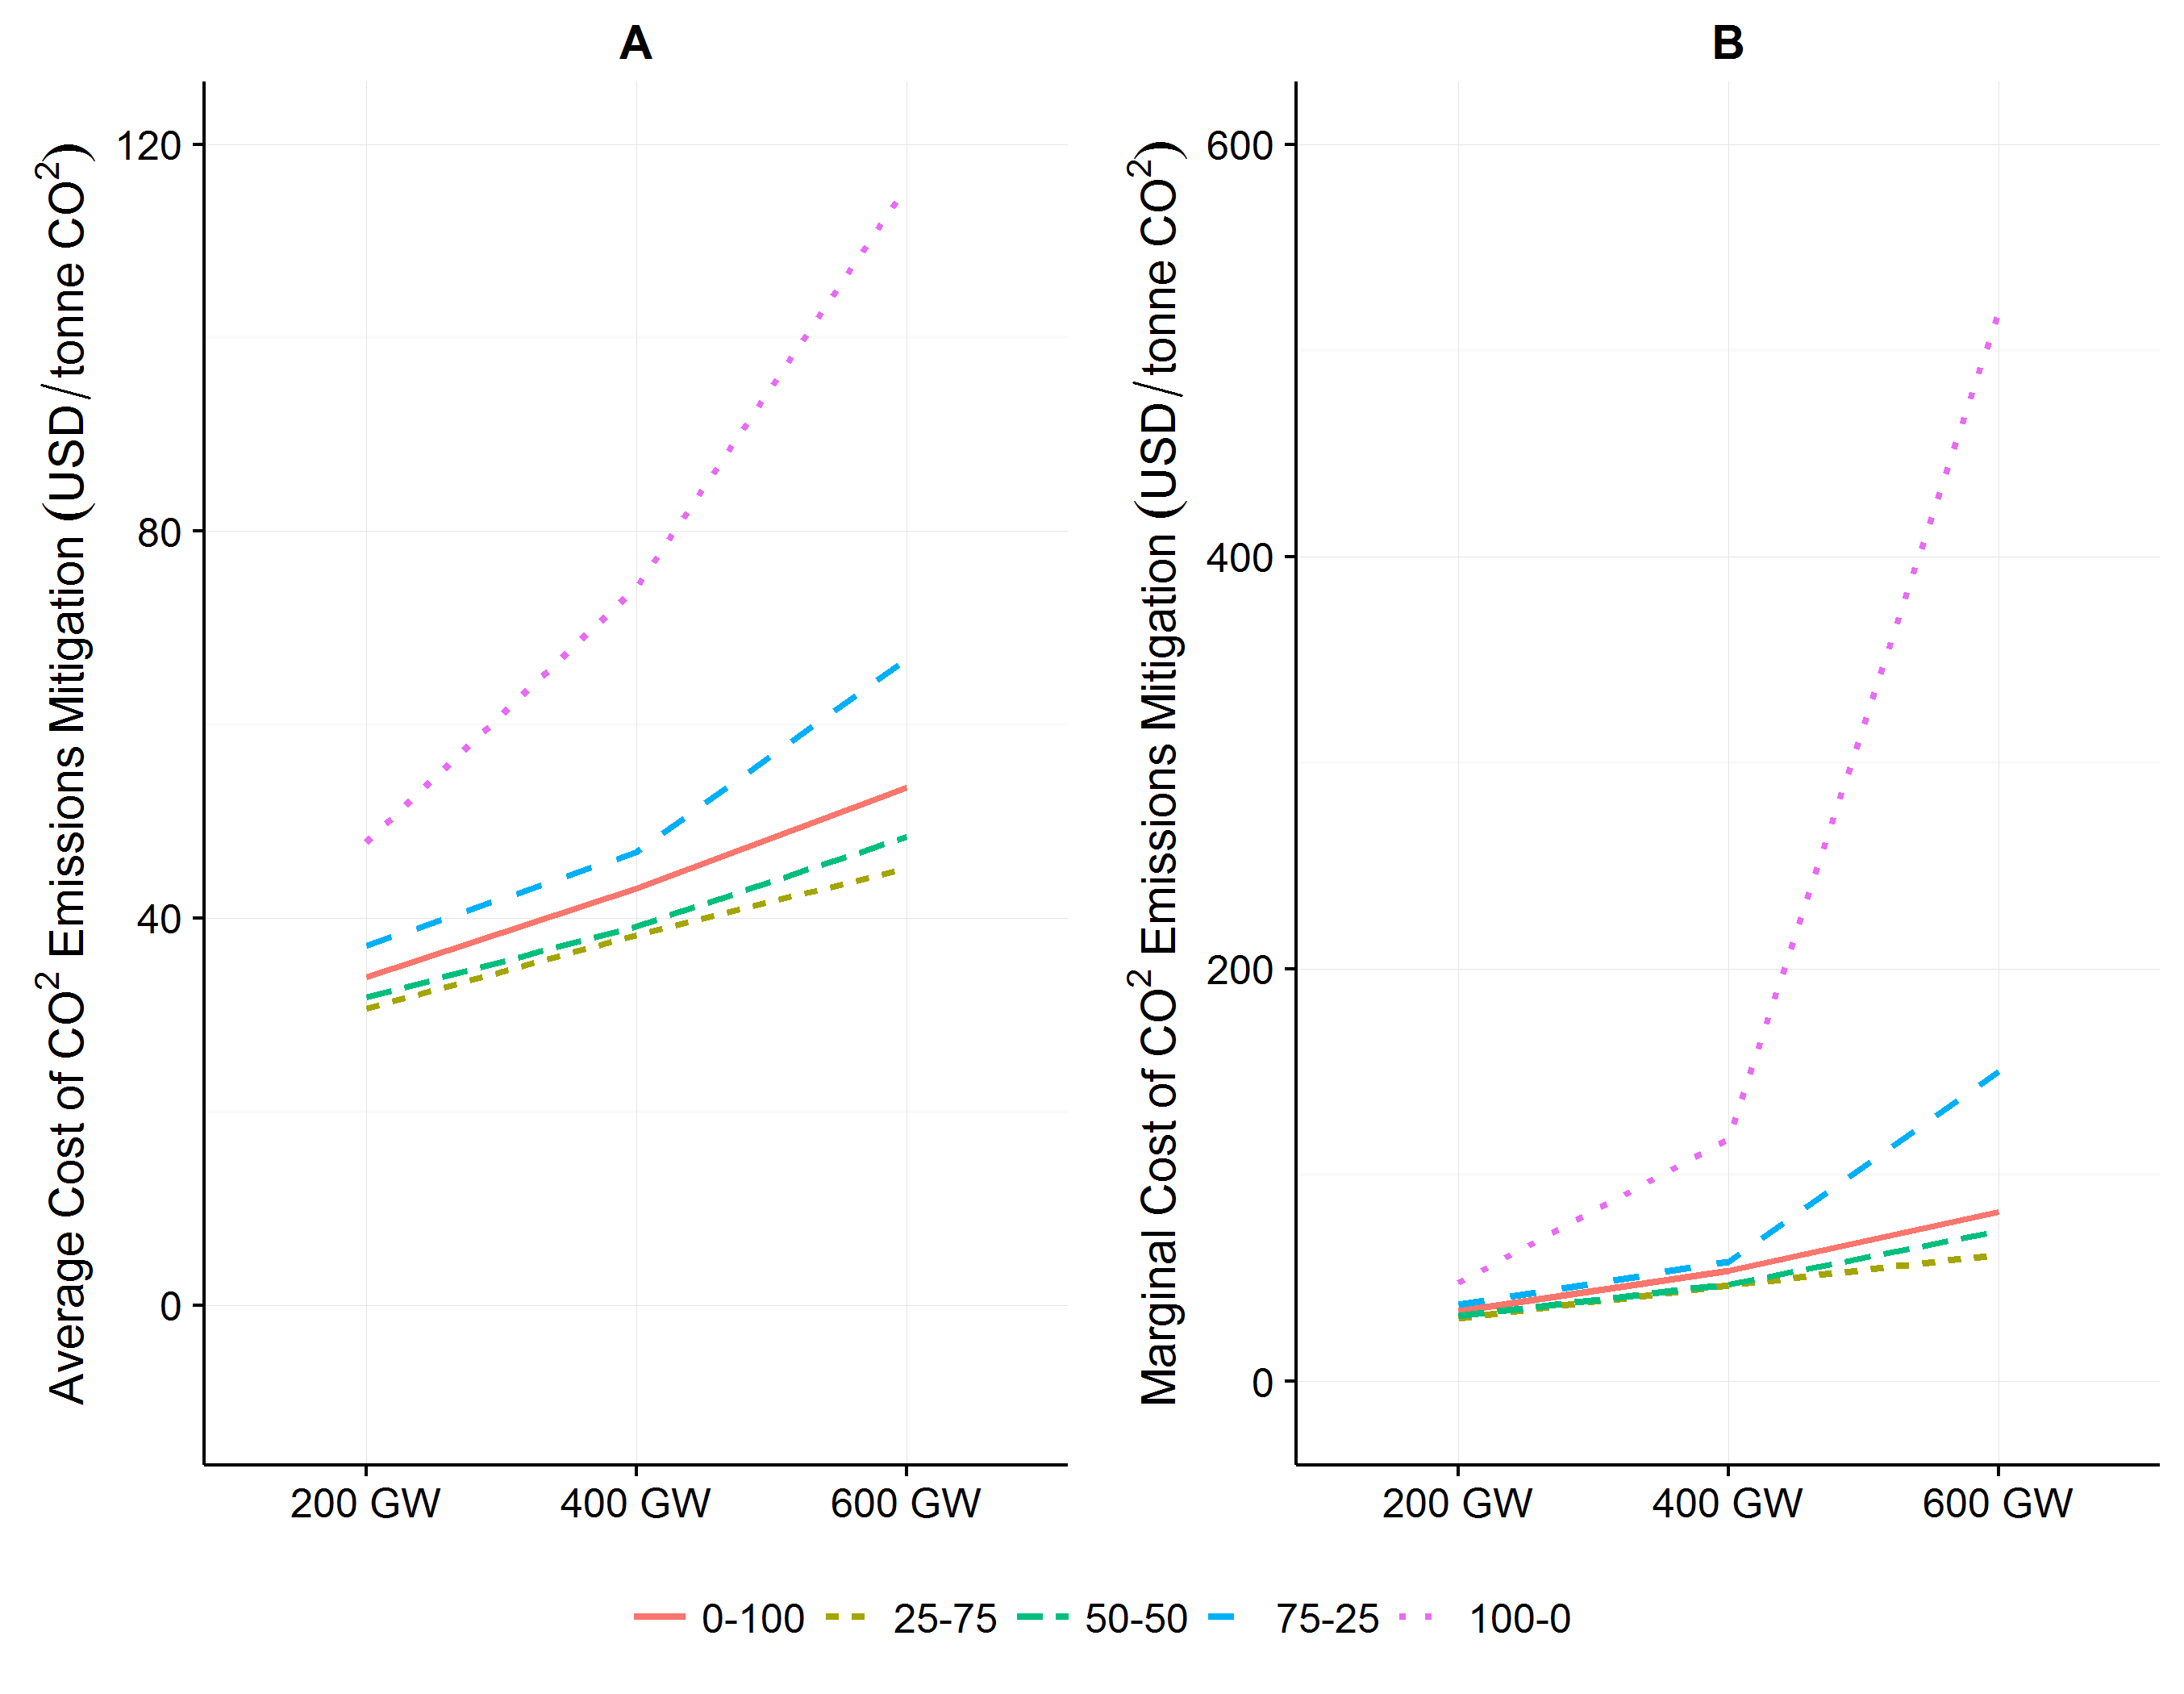 A
Average Cost of CO² Emissions Mitigation (USD/tonne CO²)
120
80
40
0
200 GW 400 GW 600 GW
B
Marginal Cost of CO² Emissions Mitigation (USD/tonne CO²)
600
400
200
0
200 GW 400 GW 600 GW
0-100 25-75 50-50 75-25 100-0